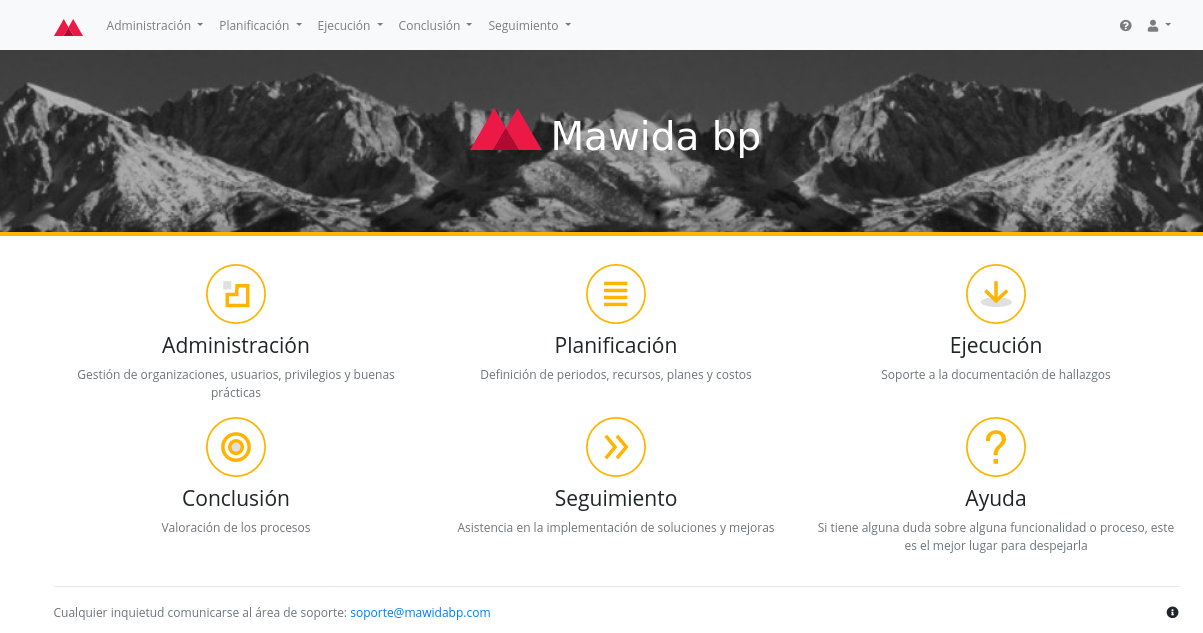 Administración Planificación Ejecución Conclusión Seguimiento
Mawida bp
Administración
Gestión de organizaciones, usuarios, privilegios y buenas
prácticas
Planificación
Definición de periodos, recursos, planes y costos
Ejecución
Soporte a la documentación de hallazgos
Conclusión
Valoración de los procesos
Seguimiento
Asistencia en la implementación de soluciones y mejoras
Ayuda
Si tiene alguna duda sobre alguna funcionalidad o proceso, este
es el mejor lugar para despejarla
Cualquier inquietud comunicarse al área de soporte: soporte@mawidabp.com